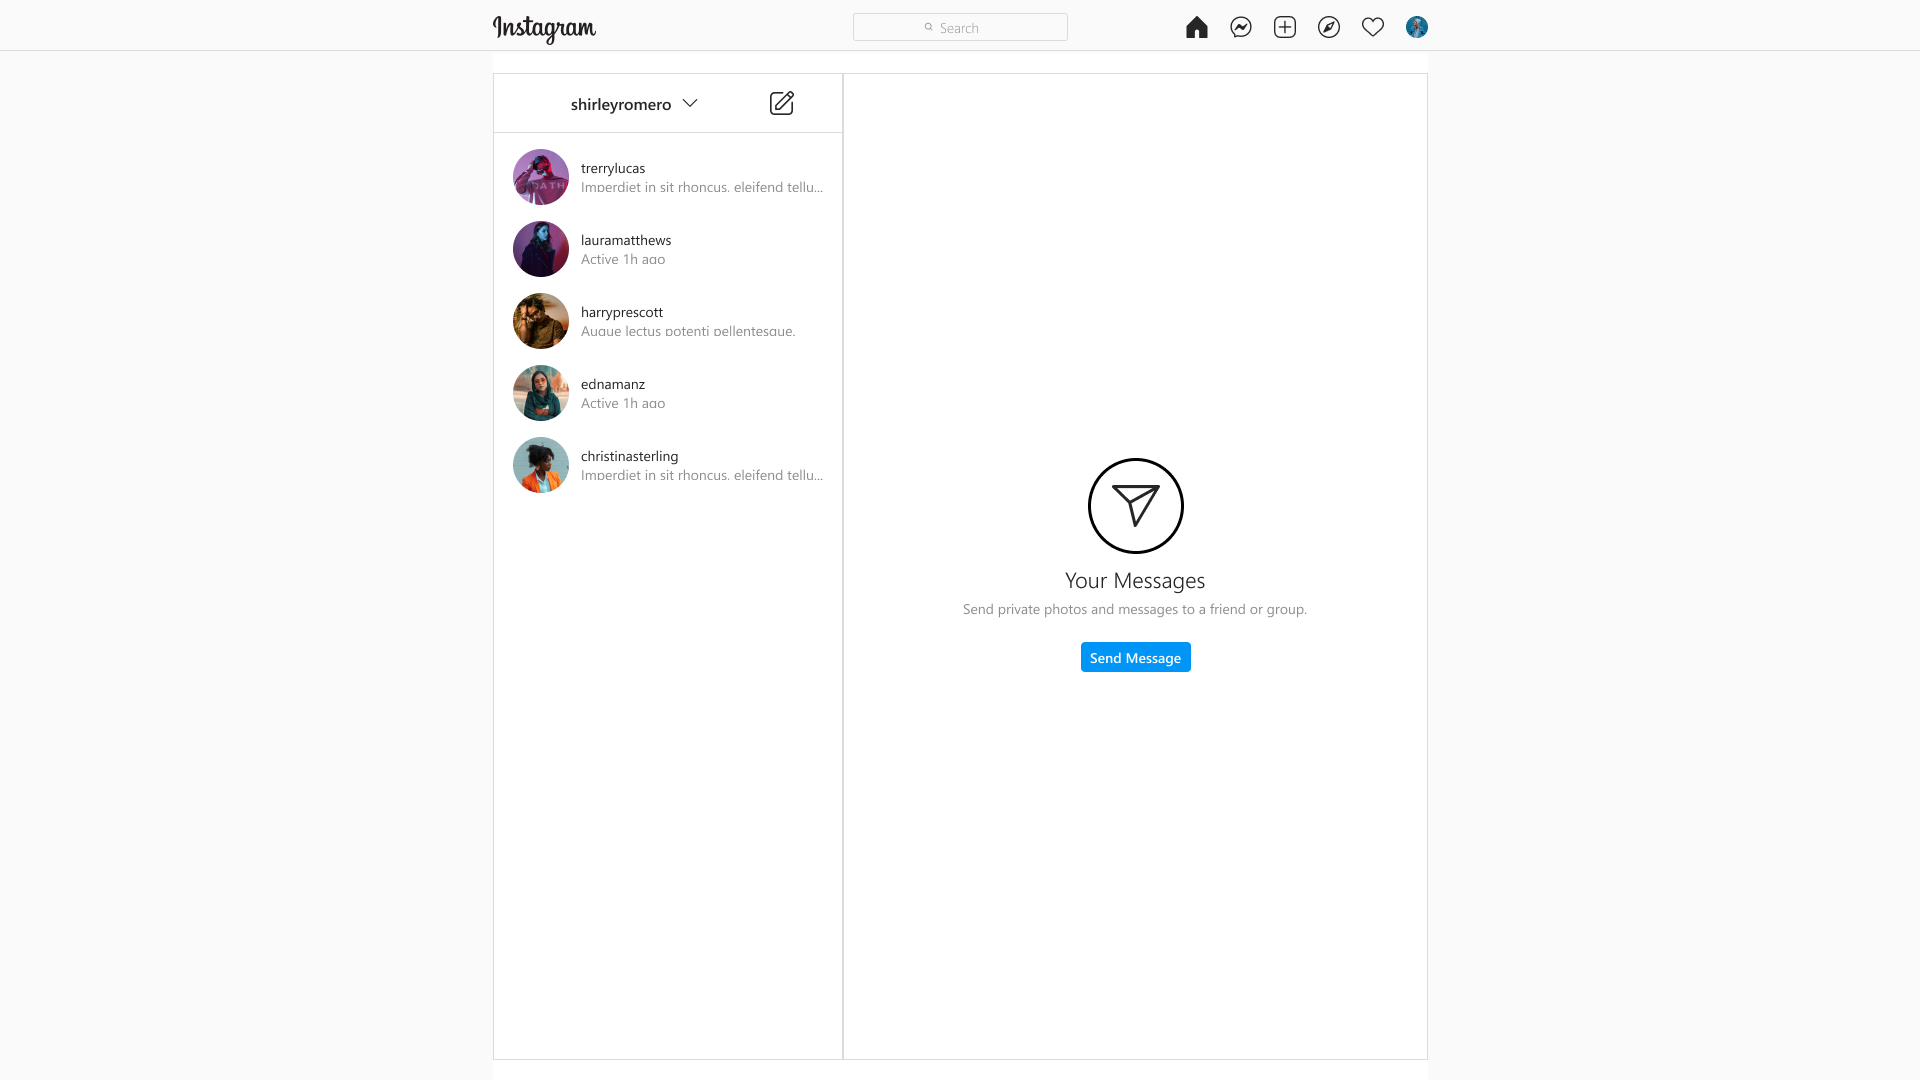 Instagram
Search
shirleyromero
trerrylucas
Imperdiet in sit rhoncus, eleifend tellu...
lauramatthews
Active 1h ago
harryprescott
Augue lectus potenti pellentesque.
ednamanz
Active 1h ago
christinasterling
Imperdiet in sit rhoncus, eleifend tellu...
Your Messages
Send private photos and messages to a friend or group.
Send Message